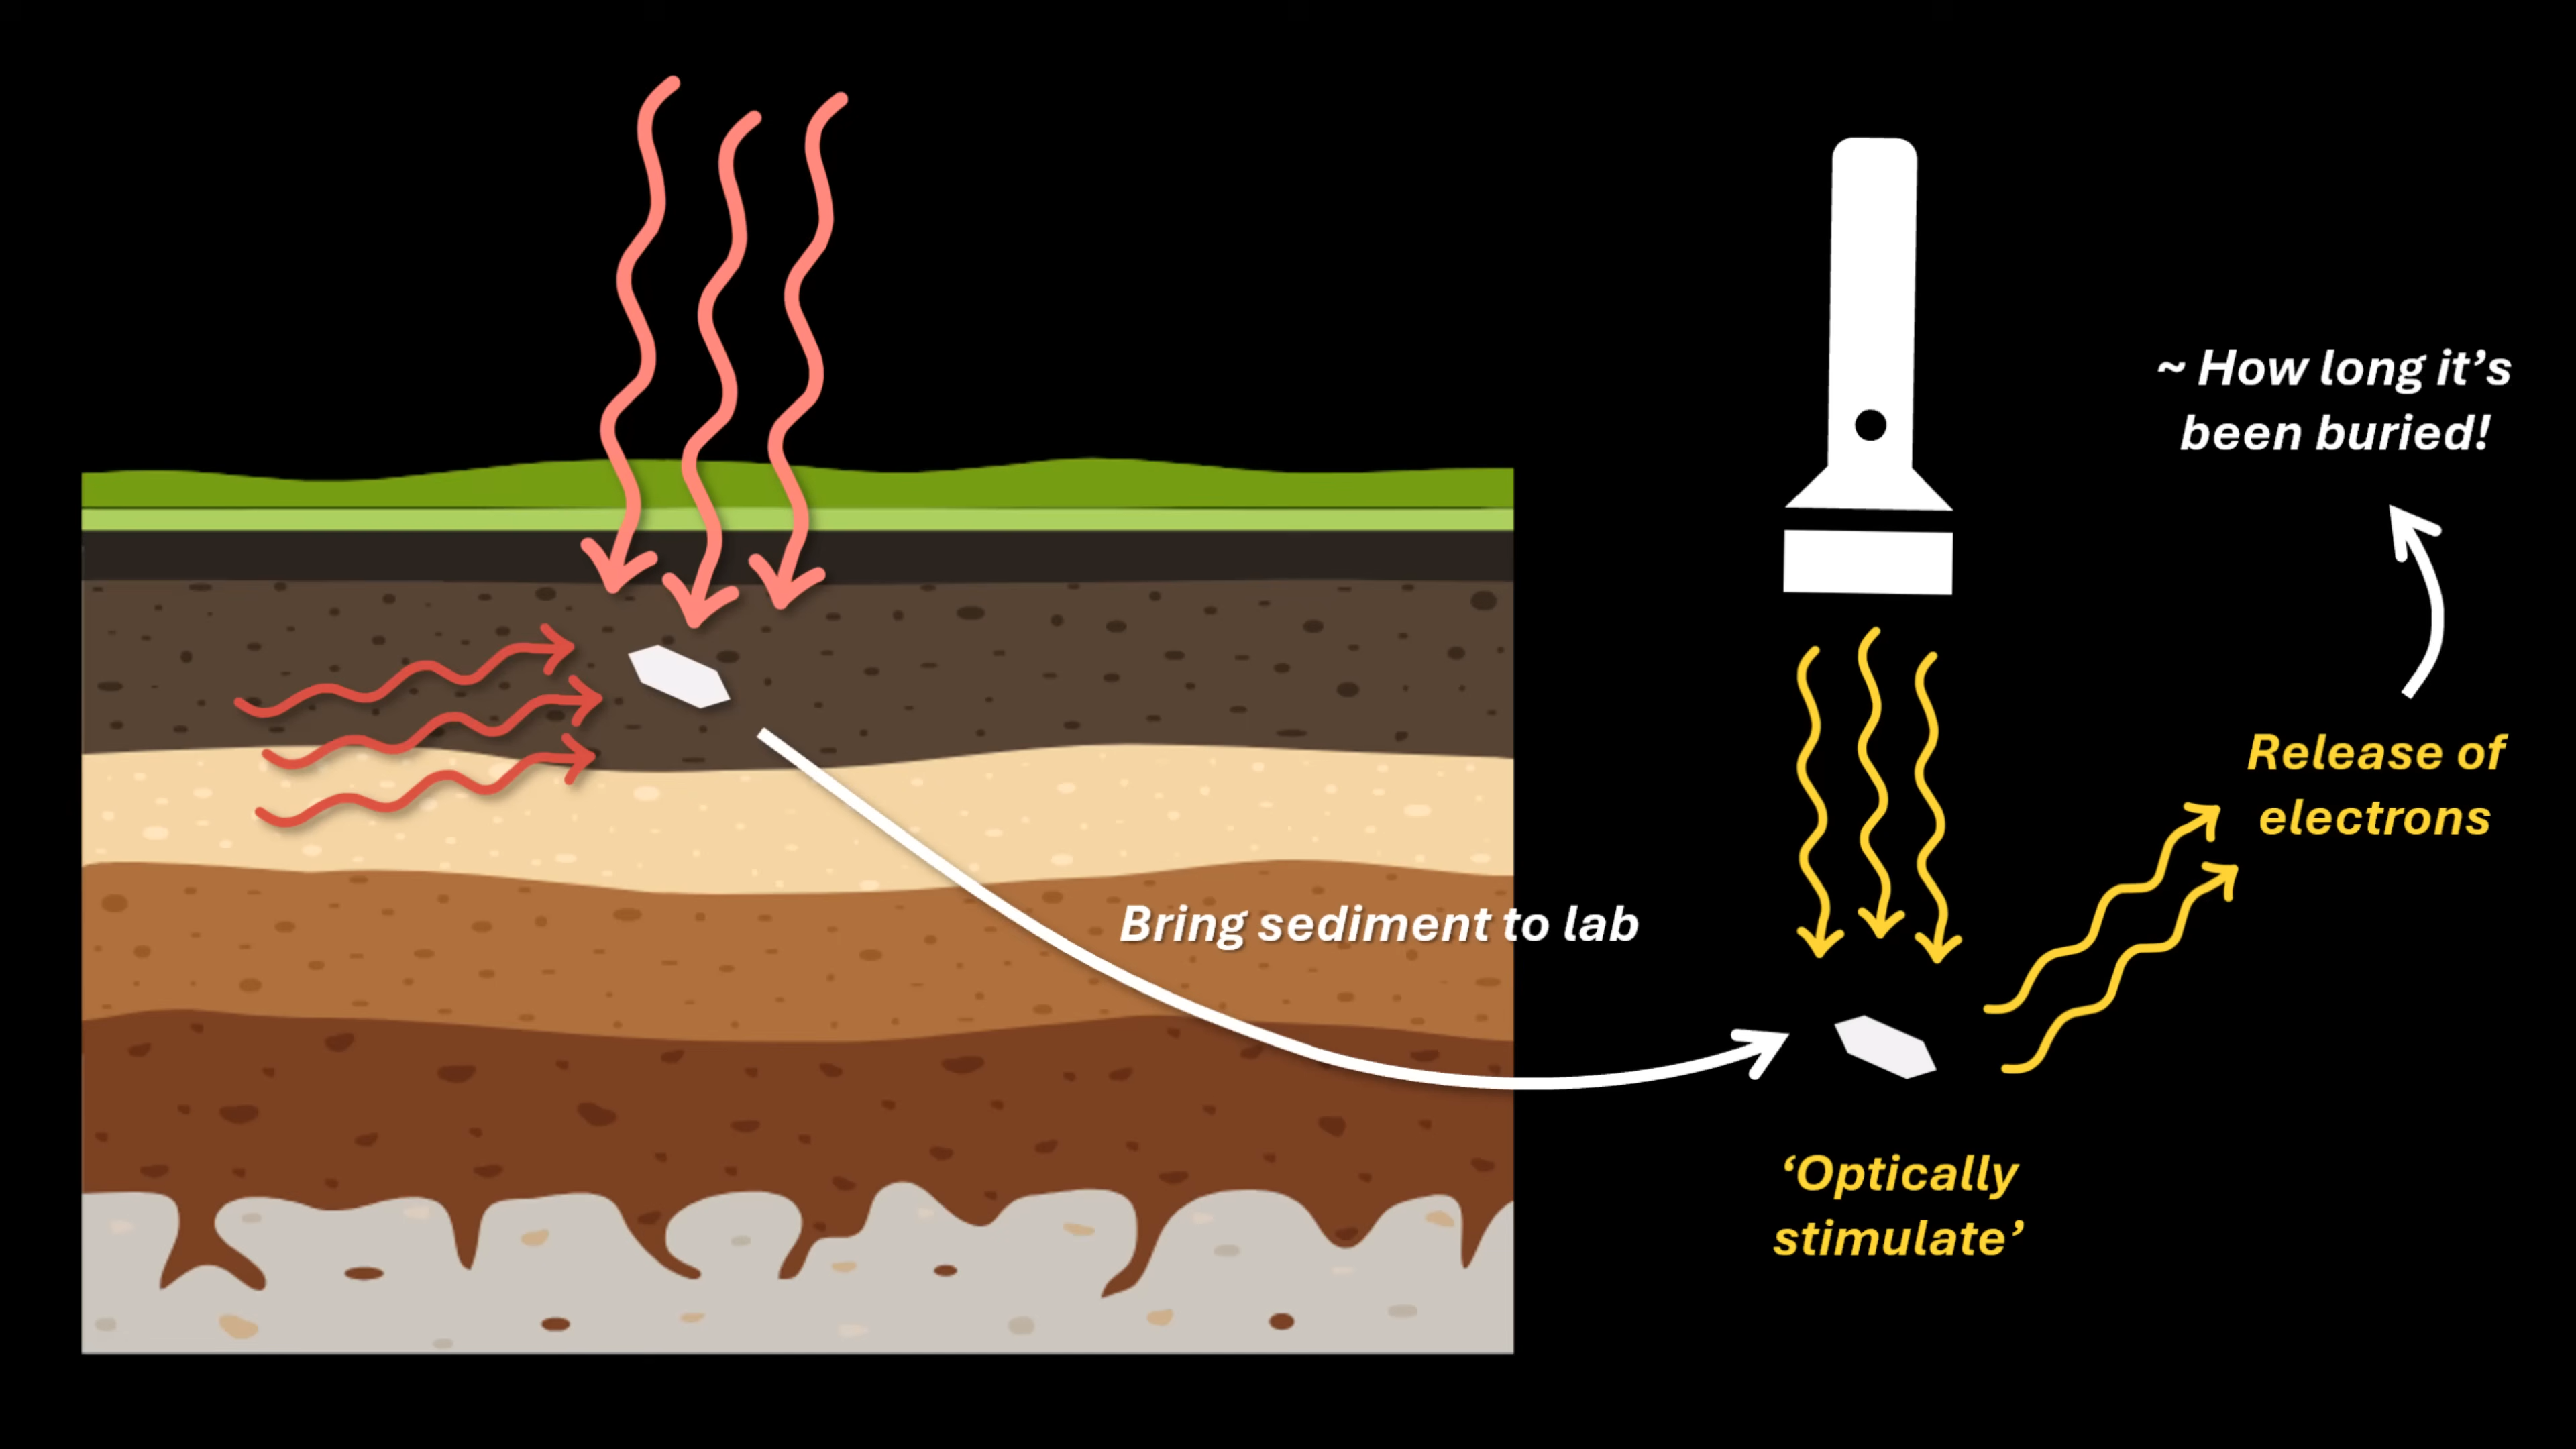 ~ How long it's
been buried!
Release of
electrons
Bring sediment to lab
‘Optically
stimulate’